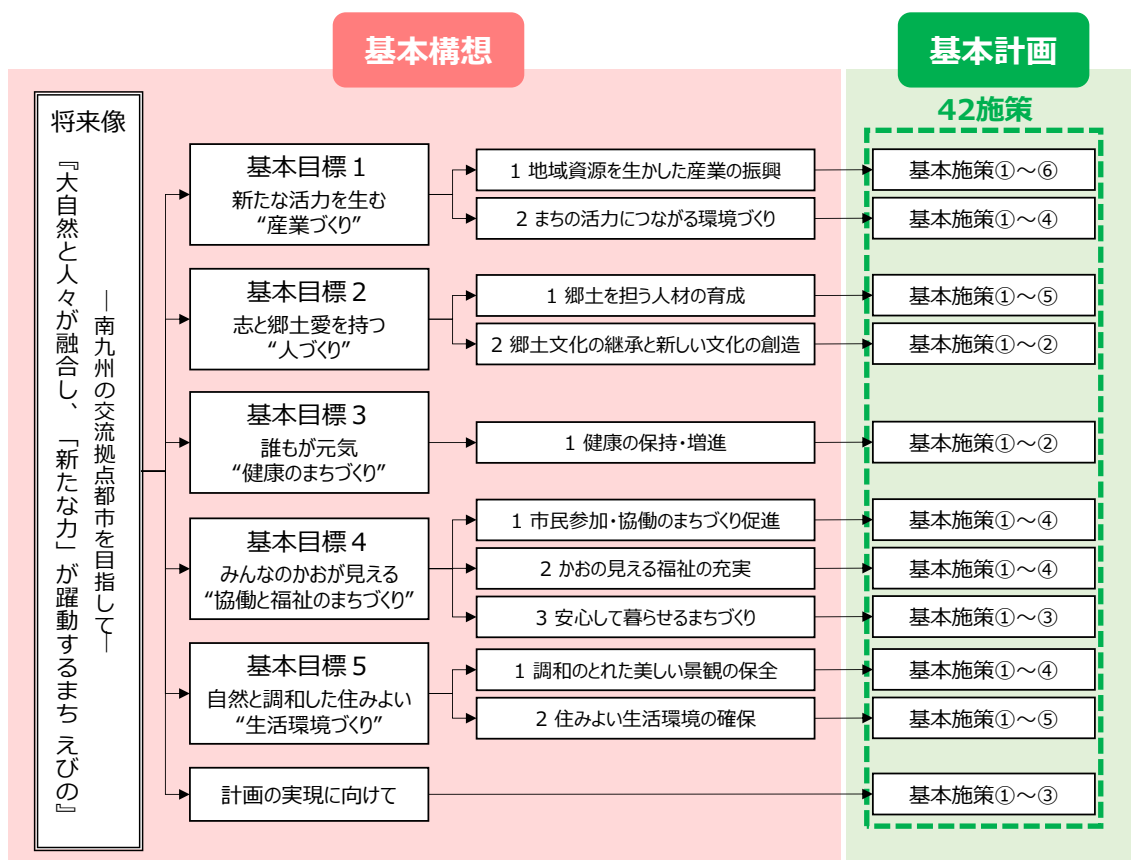 基本構想
基本計画
42施策
将来像
『大自然と人々が融合し、「新たな力」が躍動するまち えびの』
―南九州の交流拠点都市を目指して―
基本目標１
新たな活力を生む
“産業づくり”
1 地域資源を生かした産業の振興
基本施策①～⑥
2 まちの活力につながる環境づくり
基本施策①～④
基本目標２
志と郷土愛を持つ
“人づくり”
1 郷土を担う人材の育成
基本施策①～⑤
2 郷土文化の継承と新しい文化の創造
基本施策①～②
基本目標３
誰もが元気
“健康のまちづくり”
1 健康の保持・増進
基本施策①～②
基本目標４
みんなのかおが見える
“協働と福祉のまちづくり”
1 市民参加・協働のまちづくり促進
基本施策①～④
2 かおの見える福祉の充実
基本施策①～④
3 安心して暮らせるまちづくり
基本施策①～③
基本目標５
自然と調和した住みよい
“生活環境づくり”
1 調和のとれた美しい景観の保全
基本施策①～④
2 住みよい生活環境の確保
基本施策①～⑤
計画の実現に向けて
基本施策①～③